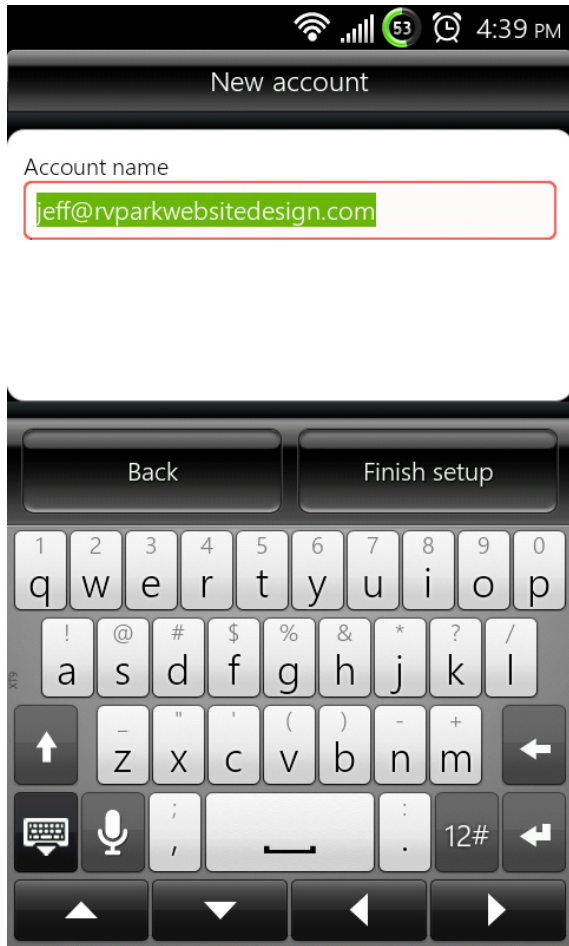 53 4:39 PM
New account
Account name
jeff@rvparkwebsitedesign.com
Back Finish setup
1 2 3 4 5 6 7 8 9 0
q w e r t y u i o p
! @ # $ % & * ? /
a s d f g h j k l
XT9
_ " ' ( ) - +
z x c v b n m
; :
, . 12#